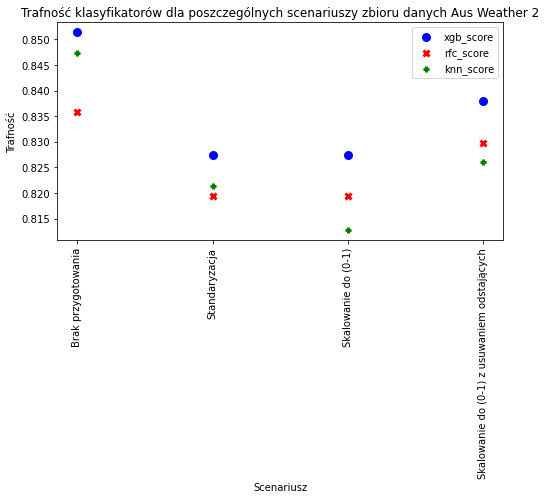 Trafność klasyfikatorów dla poszczególnych scenariuszy zbioru danych Aus Weather 2
xgb_score
rfc_score
knn_score
0.850
0.845
0.840
0.835
0.830
0.825
0.820
0.815
Trafność
Brak przygotowania
Standaryzacja
Skalowanie do (0-1)
Skalowanie do (0-1) z usuwaniem odstających
Scenariusz